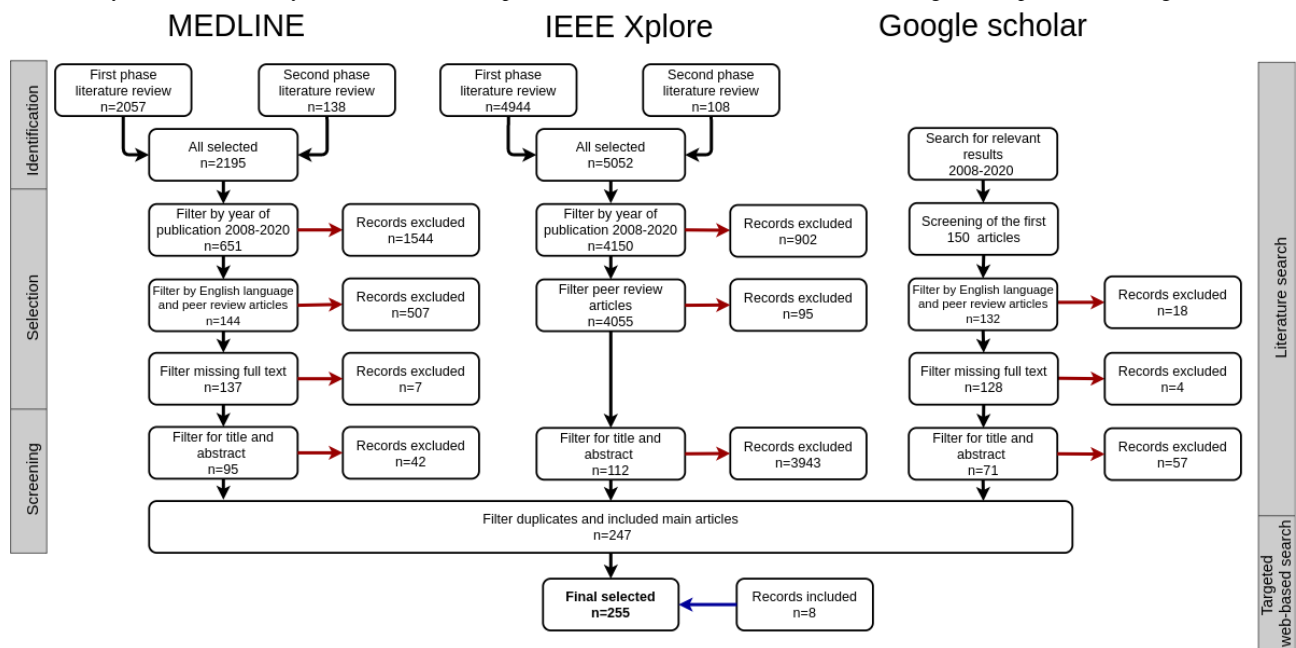 MEDLINE
IEEE Xplore
Google scholar
Identification
Selection
Screening
Literature search
Targeted
web-based search
First phase
literature review
n=2057
Second phase
literature review
n=138
All selected
n=2195
Filter by year of
publication 2008-2020
n=651
Records excluded
n=1544
Filter by English language
and peer review articles
n=144
Records excluded
n=507
Filter missing full text
n=137
Records excluded
n=7
Filter for title and
abstract
n=95
Records excluded
n=42
First phase
literature review
n=4944
Second phase
literature review
n=108
All selected
n=5052
Filter by year of
publication 2008-2020
n=4150
Records excluded
n=902
Filter peer review
articles
n=4055
Records excluded
n=95
Filter for title and
abstract
n=112
Records excluded
n=3943
Search for relevant
results
2008-2020
Screening of the first
150 articles
Filter by English language
and peer review articles
n=132
Records excluded
n=18
Filter missing full text
n=128
Records excluded
n=4
Filter for title and
abstract
n=71
Records excluded
n=57
Filter duplicates and included main articles
n=247
Final selected
n=255
Records included
n=8